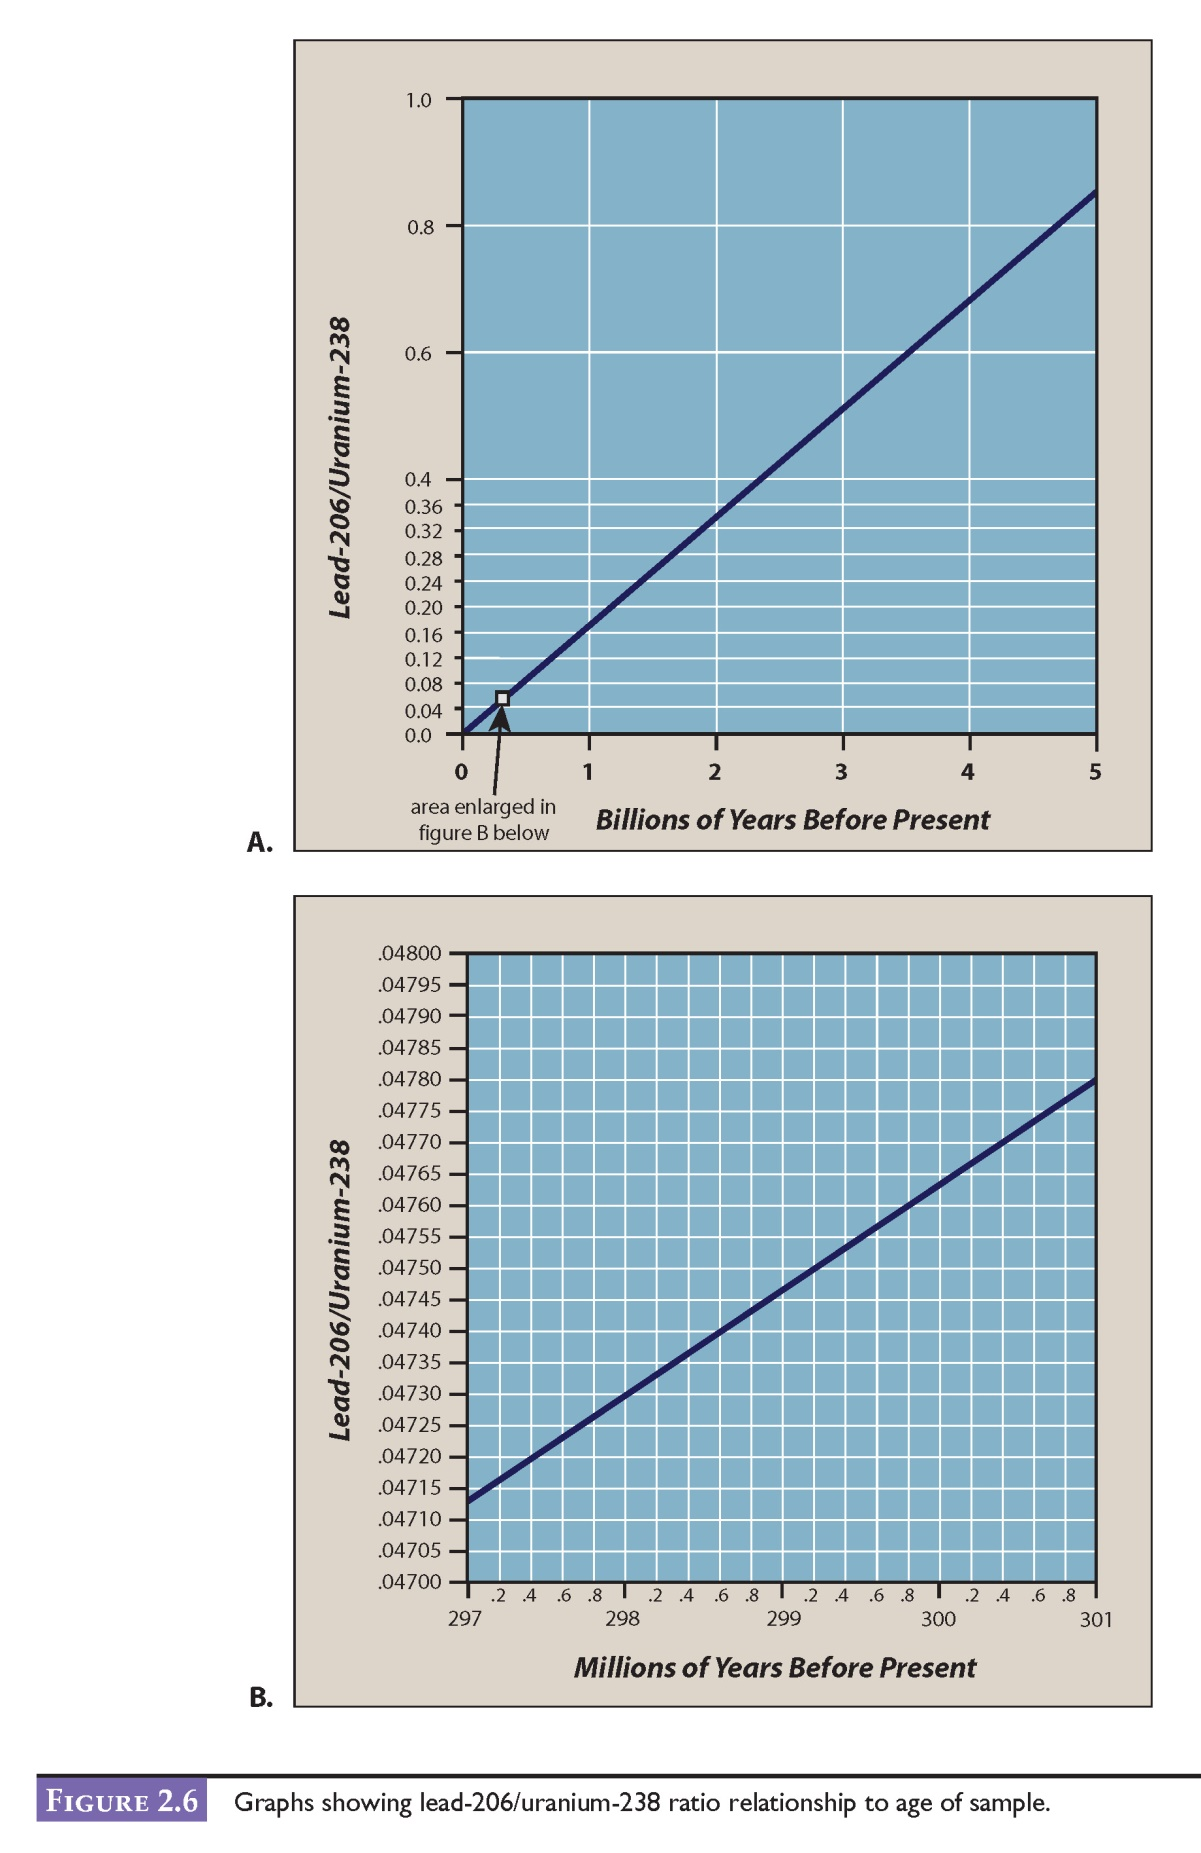 1.0
0.8
0.6
0.4
0.36
0.32
0.28
0.24
0.20
0.16
0.12
0.08
0.04
0.0
Lead-206/Uranium-238
0 1 2 3 4 5
area enlarged in
figure B below
Billions of Years Before Present
A.
.04800
.04795
.04790
.04785
.04780
.04775
.04770
.04765
.04760
.04755
.04750
.04745
.04740
.04735
.04730
.04725
.04720
.04715
.04710
.04705
.04700
Lead-206/Uranium-238
.2 .4 .6 .8 .2 .4 .6 .8 .2 .4 .6 .8 .2 .4 .6 .8
297 298 299 300 301
Millions of Years Before Present
B.
FIGURE 2.6 Graphs showing lead-206/uranium-238 ratio relationship to age of sample.